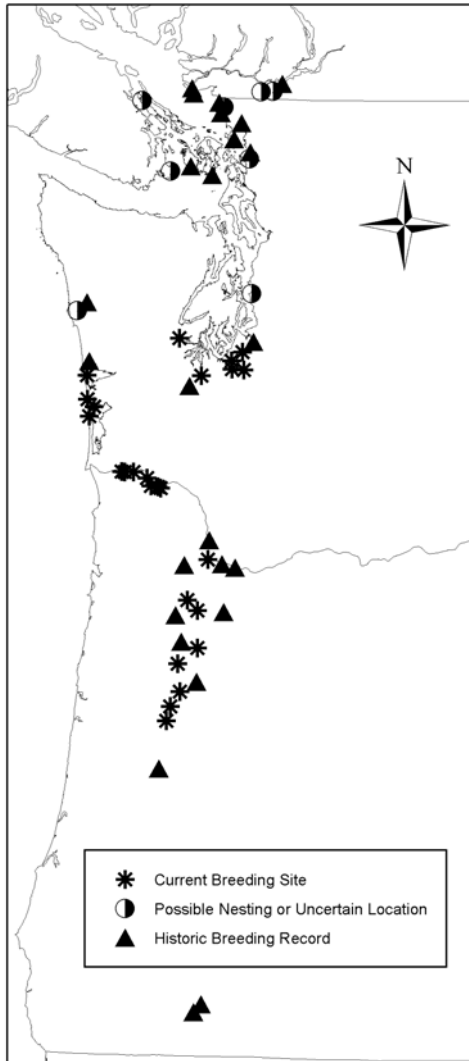 N
Current Breeding Site
Possible Nesting or Uncertain Location
Historic Breeding Record